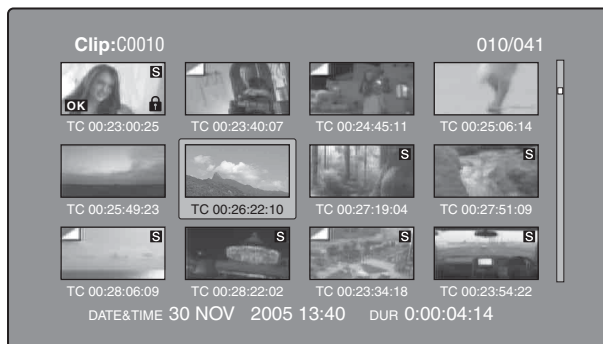 Clip:C0010 010/041
S
OK
TC 00:23:00:25 TC 00:23:40:07 TC 00:24:45:11 TC 00:25:06:14
S S
TC 00:25:49:23 TC 00:26:22:10 TC 00:27:19:04 TC 00:27:51:09
S S S S
TC 00:28:06:09 TC 00:28:22:02 TC 00:23:34:18 TC 00:23:54:22
DATE&TIME 30 NOV 2005 13:40 DUR 0:00:04:14